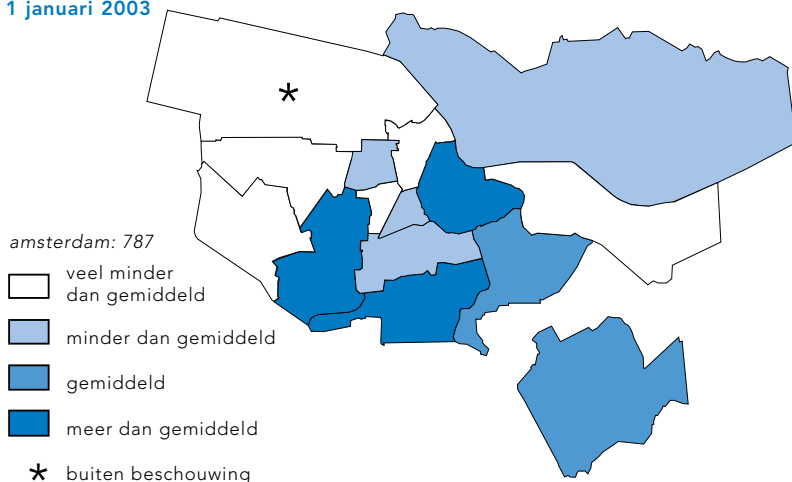 1 januari 2003
*
amsterdam: 787
veel minder
dan gemiddeld
minder dan gemiddeld
gemiddeld
meer dan gemiddeld
* buiten beschouwing